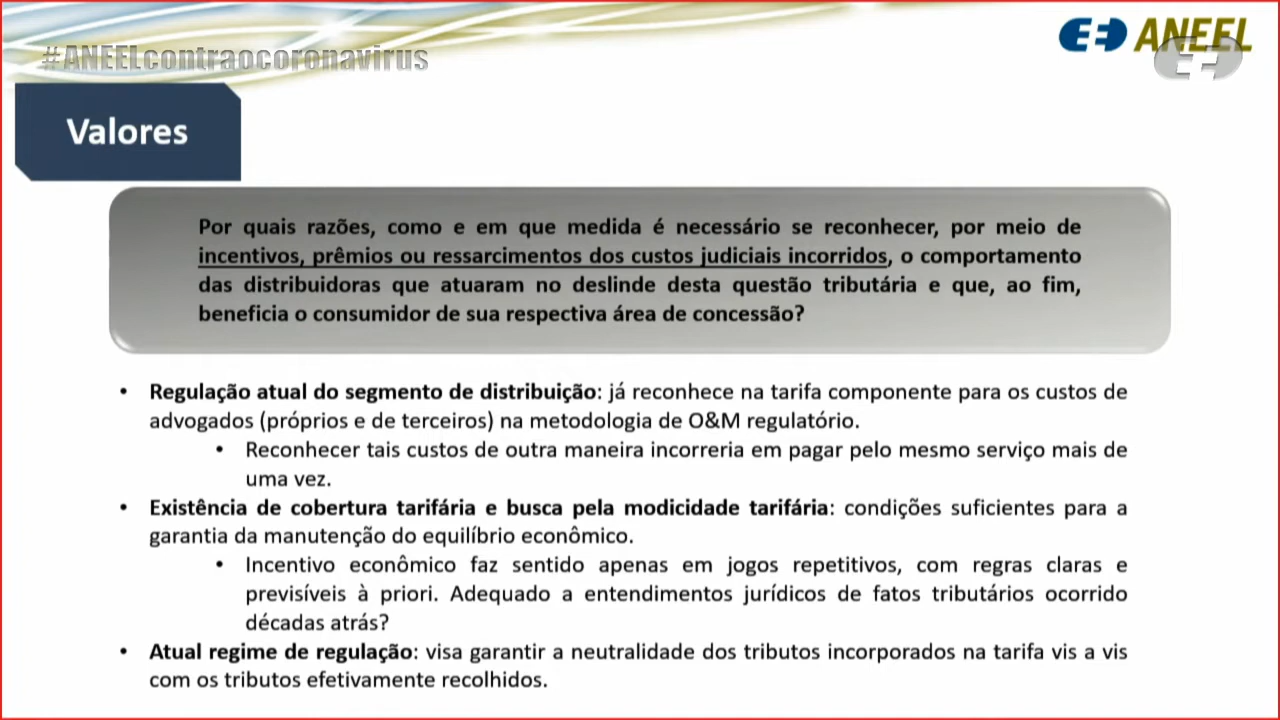 #ANEELcontraocoronavirus
ANEEL
Valores
Por quais razões, como e em que medida é necessário se reconhecer, por meio de
incentivos, prêmios ou ressarcimentos dos custos judiciais incorridos, o comportamento
das distribuidoras que atuaram no deslinde desta questão tributária e que, ao fim,
beneficia o consumidor de sua respectiva área de concessão?
• Regulação atual do segmento de distribuição: já reconhece na tarifa componente para os custos de
advogados (próprios e de terceiros) na metodologia de O&M regulatório.
• Reconhecer tais custos de outra maneira incorreria em pagar pelo mesmo serviço mais de
uma vez.
• Existência de cobertura tarifária e busca pela modicidade tarifária: condições suficientes para a
garantia da manutenção do equilíbrio econômico.
• Incentivo econômico faz sentido apenas em jogos repetitivos, com regras claras e
previsíveis à priori. Adequado a entendimentos jurídicos de fatos tributários ocorrido
décadas atrás?
• Atual regime de regulação: visa garantir a neutralidade dos tributos incorporados na tarifa vis a vis
com os tributos efetivamente recolhidos.